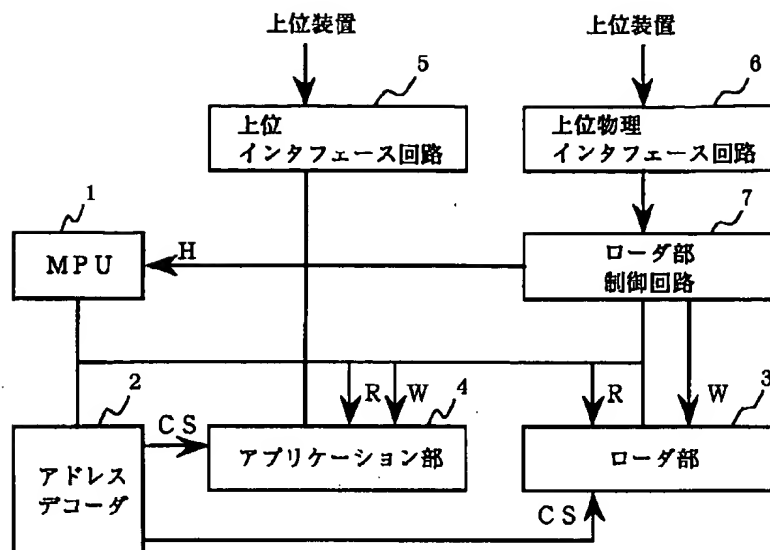 上位装置
上位装置
5
6
上位
インタフェース回路
上位物理
インタフェース回路
1
7
MPU
H
ローダ部
制御回路
2
R
W
4
R
W
3
CS
アドレス
デコーダ
アプリケーション部
ローダ部
CS